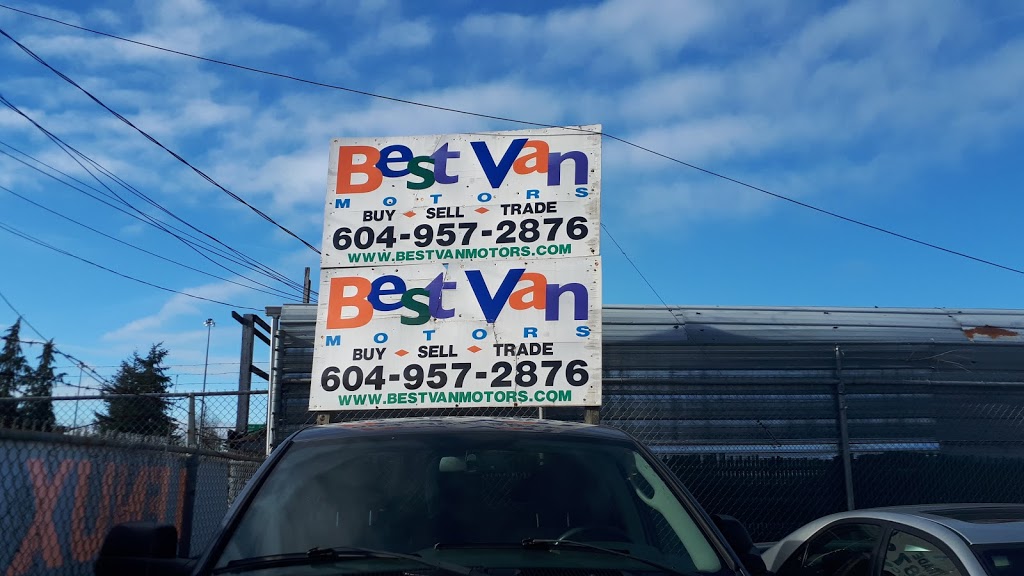 Best Van
MOTORS
BUY SELL TRADE
604-957-2876
WWW.BESTVANMOTORS.COM
Best Van
MOTORS
BUY SELL TRADE
604-957-2876
WWW.BESTVANMOTORS.COM